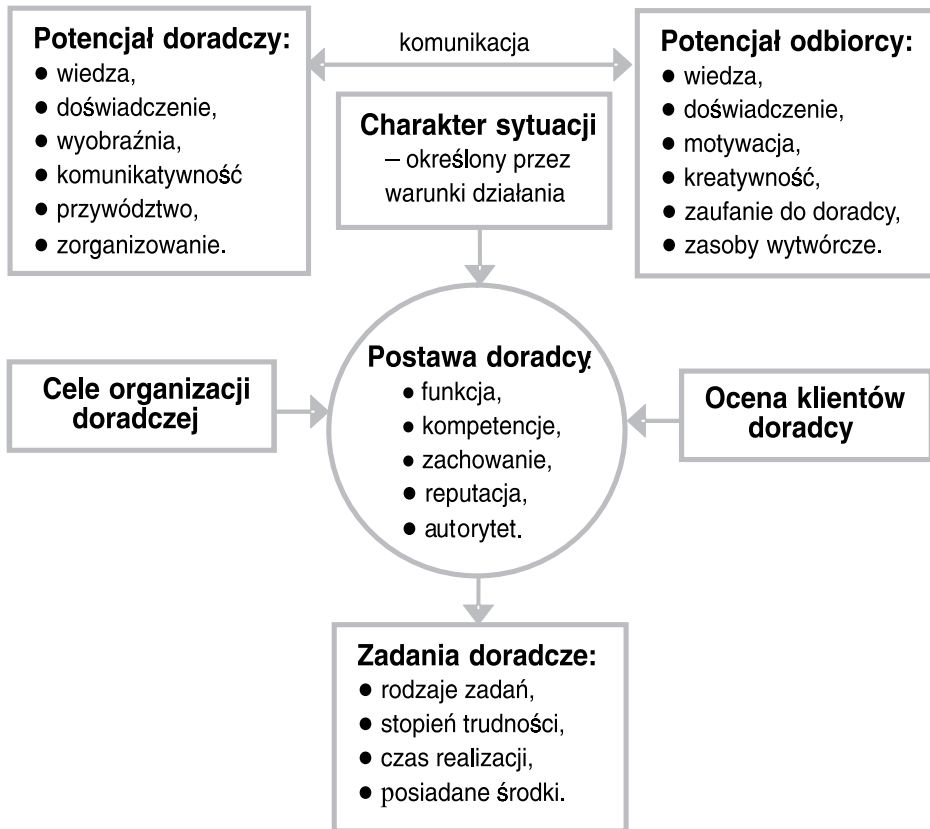 Potencjał doradczy:
● wiedza,
● doświadczenie,
● wyobraźnia,
● komunikatywność
● przywództwo,
● zorganizowanie.
komunikacja
Potencjał odbiorcy:
● wiedza,
● doświadczenie,
● motywacja,
● kreatywność,
● zaufanie do doradcy,
● zasoby wytwórcze.
Charakter sytuacji
– określony przez
warunki działania
Cele organizacji
doradczej
Postawa doradcy:
● funkcja,
● kompetencje,
● zachowanie,
● reputacja,
● autorytet.
Ocena klientów
doradcy
Zadania doradcze:
● rodzaje zadań,
● stopień trudności,
● czas realizacji,
● posiadane środki.